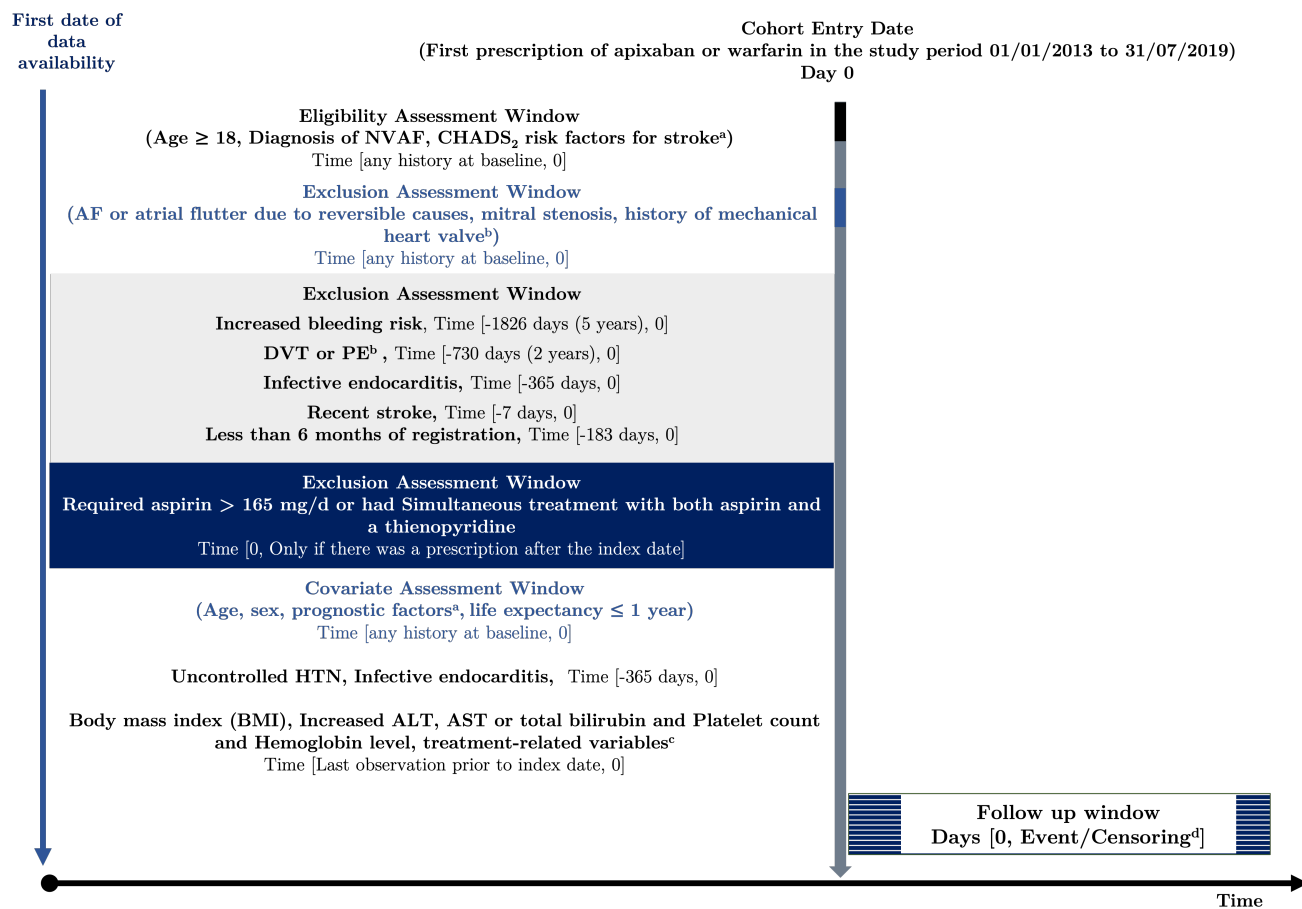 First date of
data
availability
Cohort Entry Date
(First prescription of apixaban or warfarin in the study period 01/01/2013 to 31/07/2019)
Day 0
Eligibility Assessment Window
(Age ≥ 18, Diagnosis of NVAF, CHADS₂ risk factors for strokeᵃ)
Time [any history at baseline, 0]
Exclusion Assessment Window
(AF or atrial flutter due to reversible causes, mitral stenosis, history of mechanical
heart valveᵇ)
Time [any history at baseline, 0]
Exclusion Assessment Window
Increased bleeding risk, Time [-1826 days (5 years), 0]
DVT or PEᵇ , Time [-730 days (2 years), 0]
Infective endocarditis, Time [-365 days, 0]
Recent stroke, Time [-7 days, 0]
Less than 6 months of registration, Time [-183 days, 0]
Exclusion Assessment Window
Required aspirin > 165 mg/d or had Simultaneous treatment with both aspirin and
a thienopyridine
Time [0, Only if there was a prescription after the index date]
Covariate Assessment Window
(Age, sex, prognostic factorsᵃ, life expectancy ≤ 1 year)
Time [any history at baseline, 0]
Uncontrolled HTN, Infective endocarditis, Time [-365 days, 0]
Body mass index (BMI), Increased ALT, AST or total bilirubin and Platelet count
and Hemoglobin level, treatment-related variablesᶜ
Time [Last observation prior to index date, 0]
Follow up window
Days [0, Event/Censoringᵈ]
Time